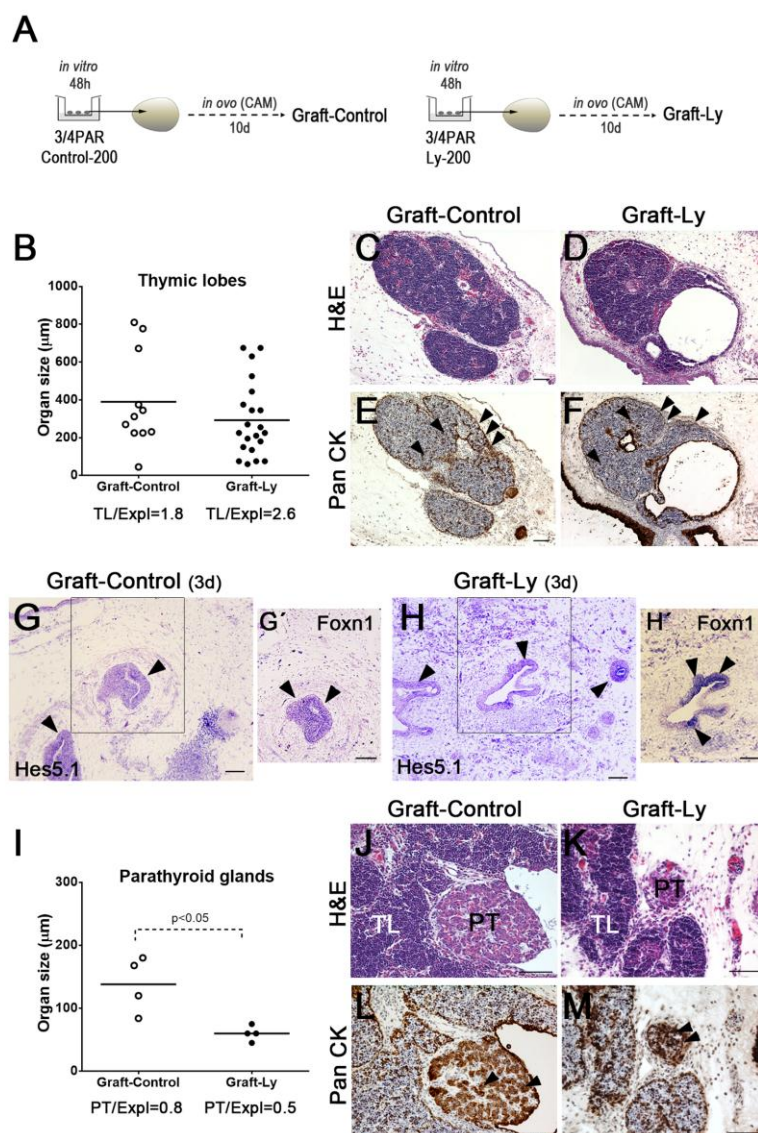 A
in vitro
48h
in ovo (CAM)
10d
Graft-Control
3/4PAR
Control-200
in vitro
48h
in ovo (CAM)
10d
Graft-Ly
3/4PAR
Ly-200
B
Thymic lobes
Organ size (µm)
1000
800
600
400
200
0
Graft-Control
Graft-Ly
TL/Expl=1.8
TL/Expl=2.6
Graft-Control
Graft-Ly
H&E
C
D
Pan CK
E
F
Graft-Control (3d)
Graft-Ly (3d)
G
Hes5.1
G´
Foxn1
H
Hes5.1
H´
Foxn1
I
Parathyroid glands
Organ size (µm)
300
200
100
0
p<0.05
Graft-Control
Graft-Ly
PT/Expl=0.8
PT/Expl=0.5
Graft-Control
Graft-Ly
H&E
J
TL
PT
K
TL
PT
Pan CK
L
M